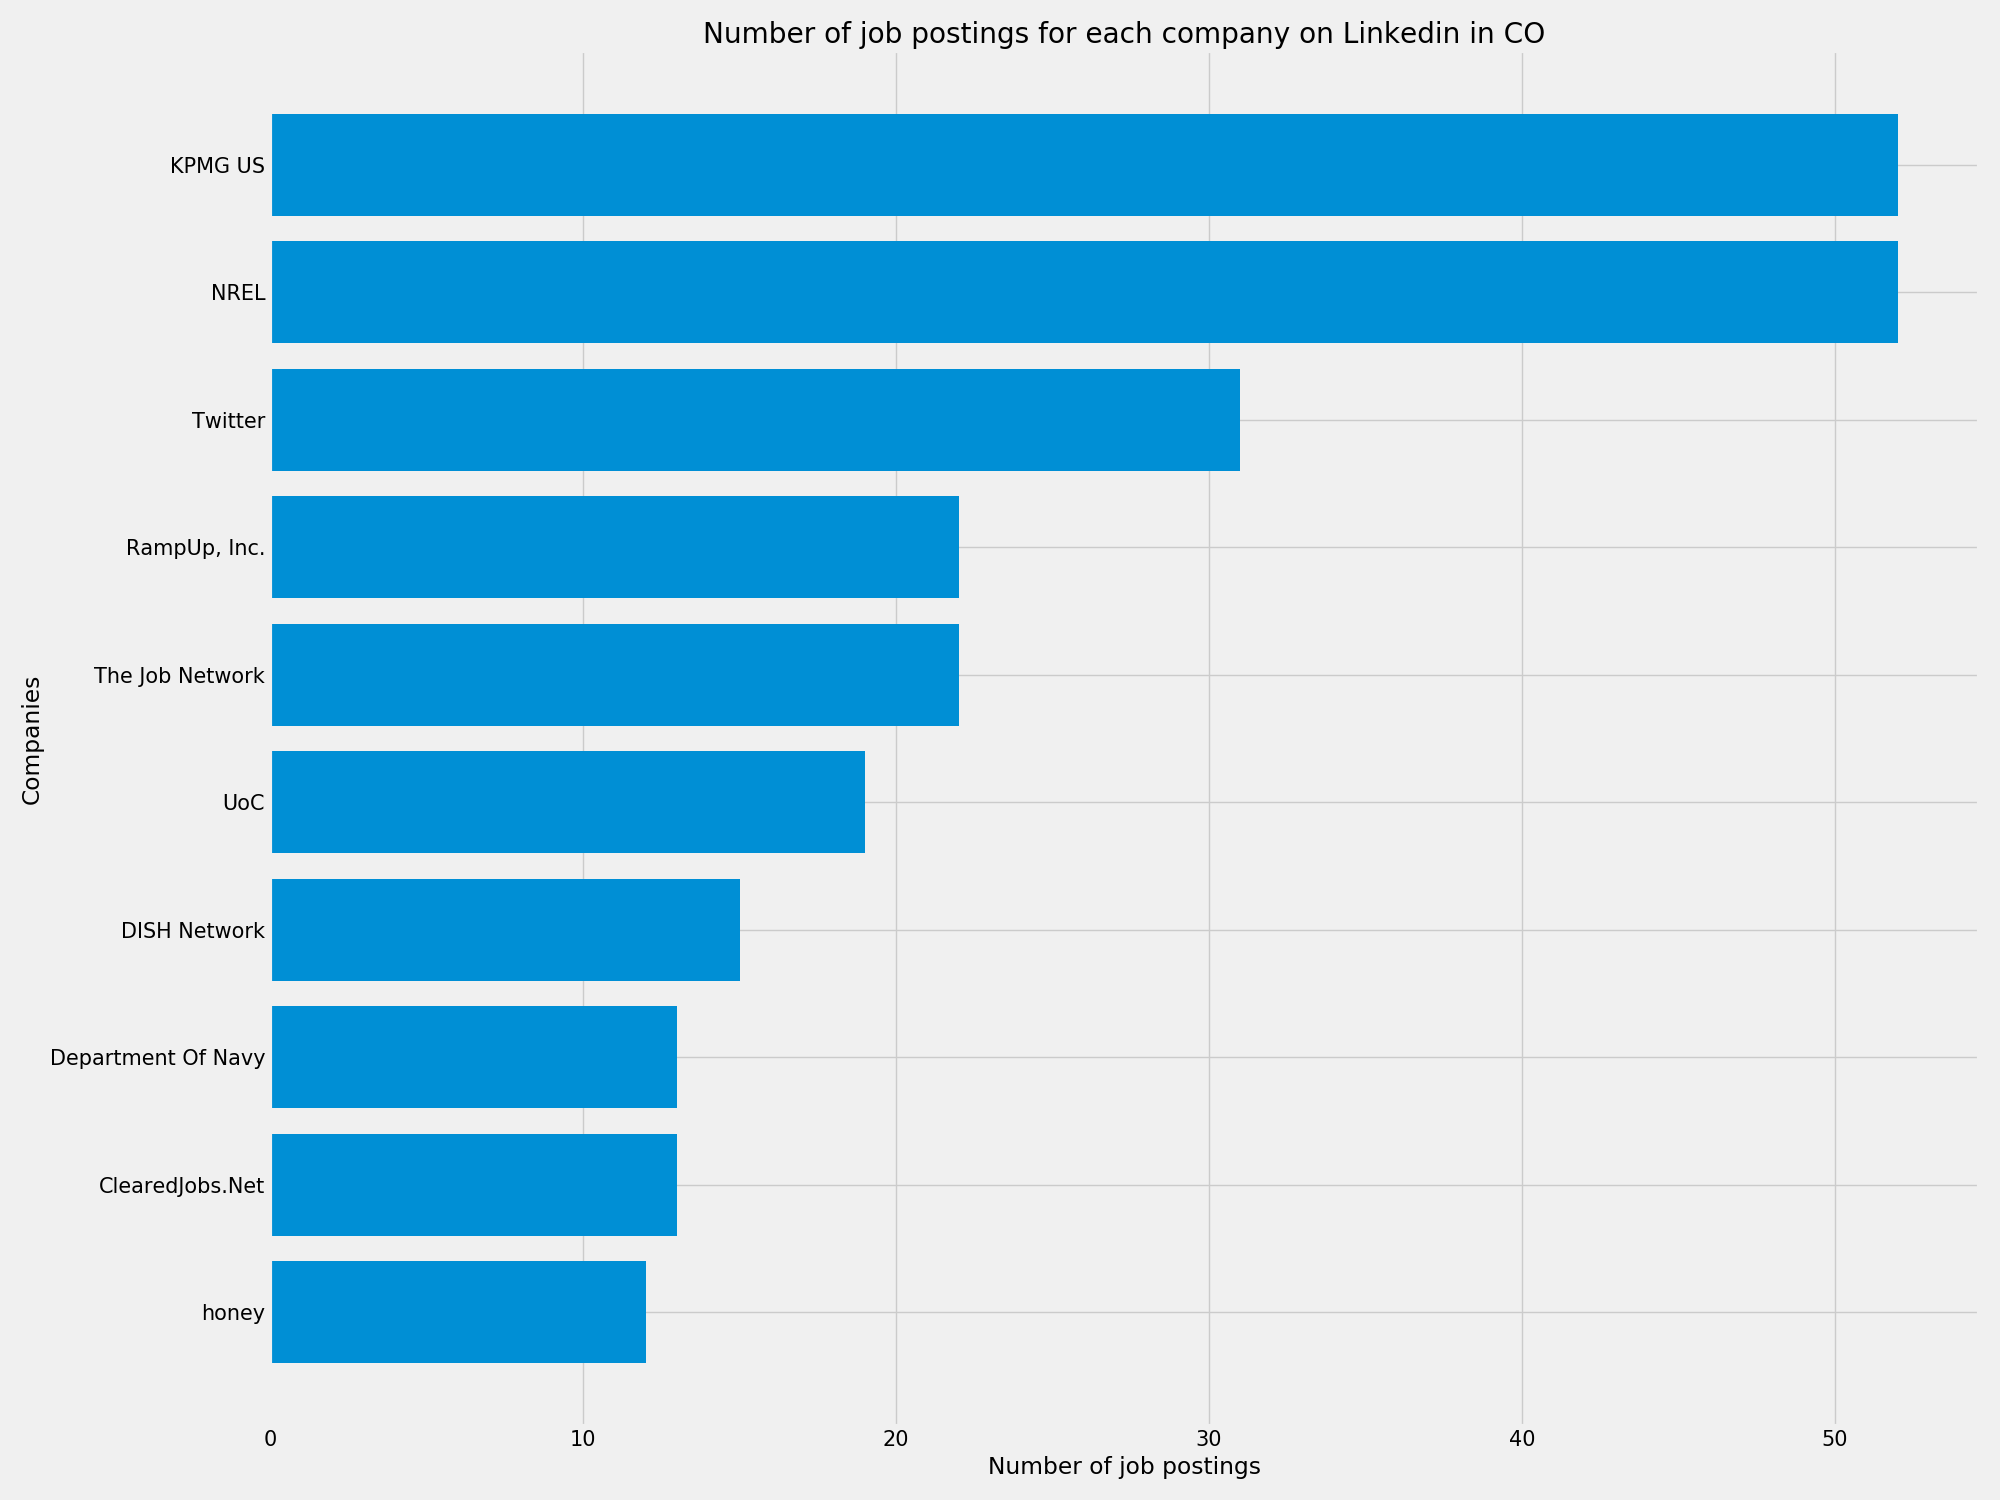 Number of job postings for each company on Linkedin in CO
KPMG US
NREL
Twitter
RampUp, Inc.
The Job Network
UoC
DISH Network
Department Of Navy
ClearedJobs.Net
honey
Companies
0 10 20 30 40 50
Number of job postings